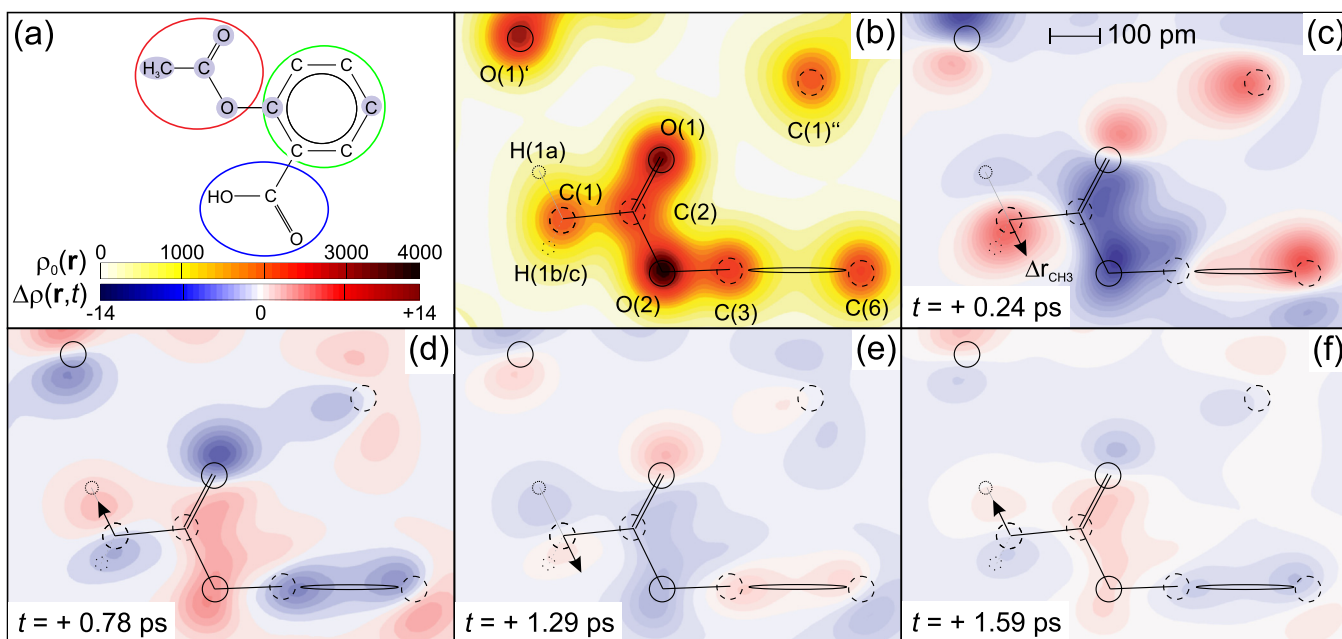 (a)
O
C C
H₃C C C C
O C C
C C
HO C
O
ρ₀(r) 0 1000 3000 4000
Δρ(r,t) -14 0 +14
(b)
O(1)‘
C(1)“
O(1)
H(1a)
C(1)
C(2)
H(1b/c)
O(2) C(3) C(6)
(c)
100 pm
Δr_CH3
t = + 0.24 ps
(d)
t = + 0.78 ps
(e)
t = + 1.29 ps
(f)
t = + 1.59 ps